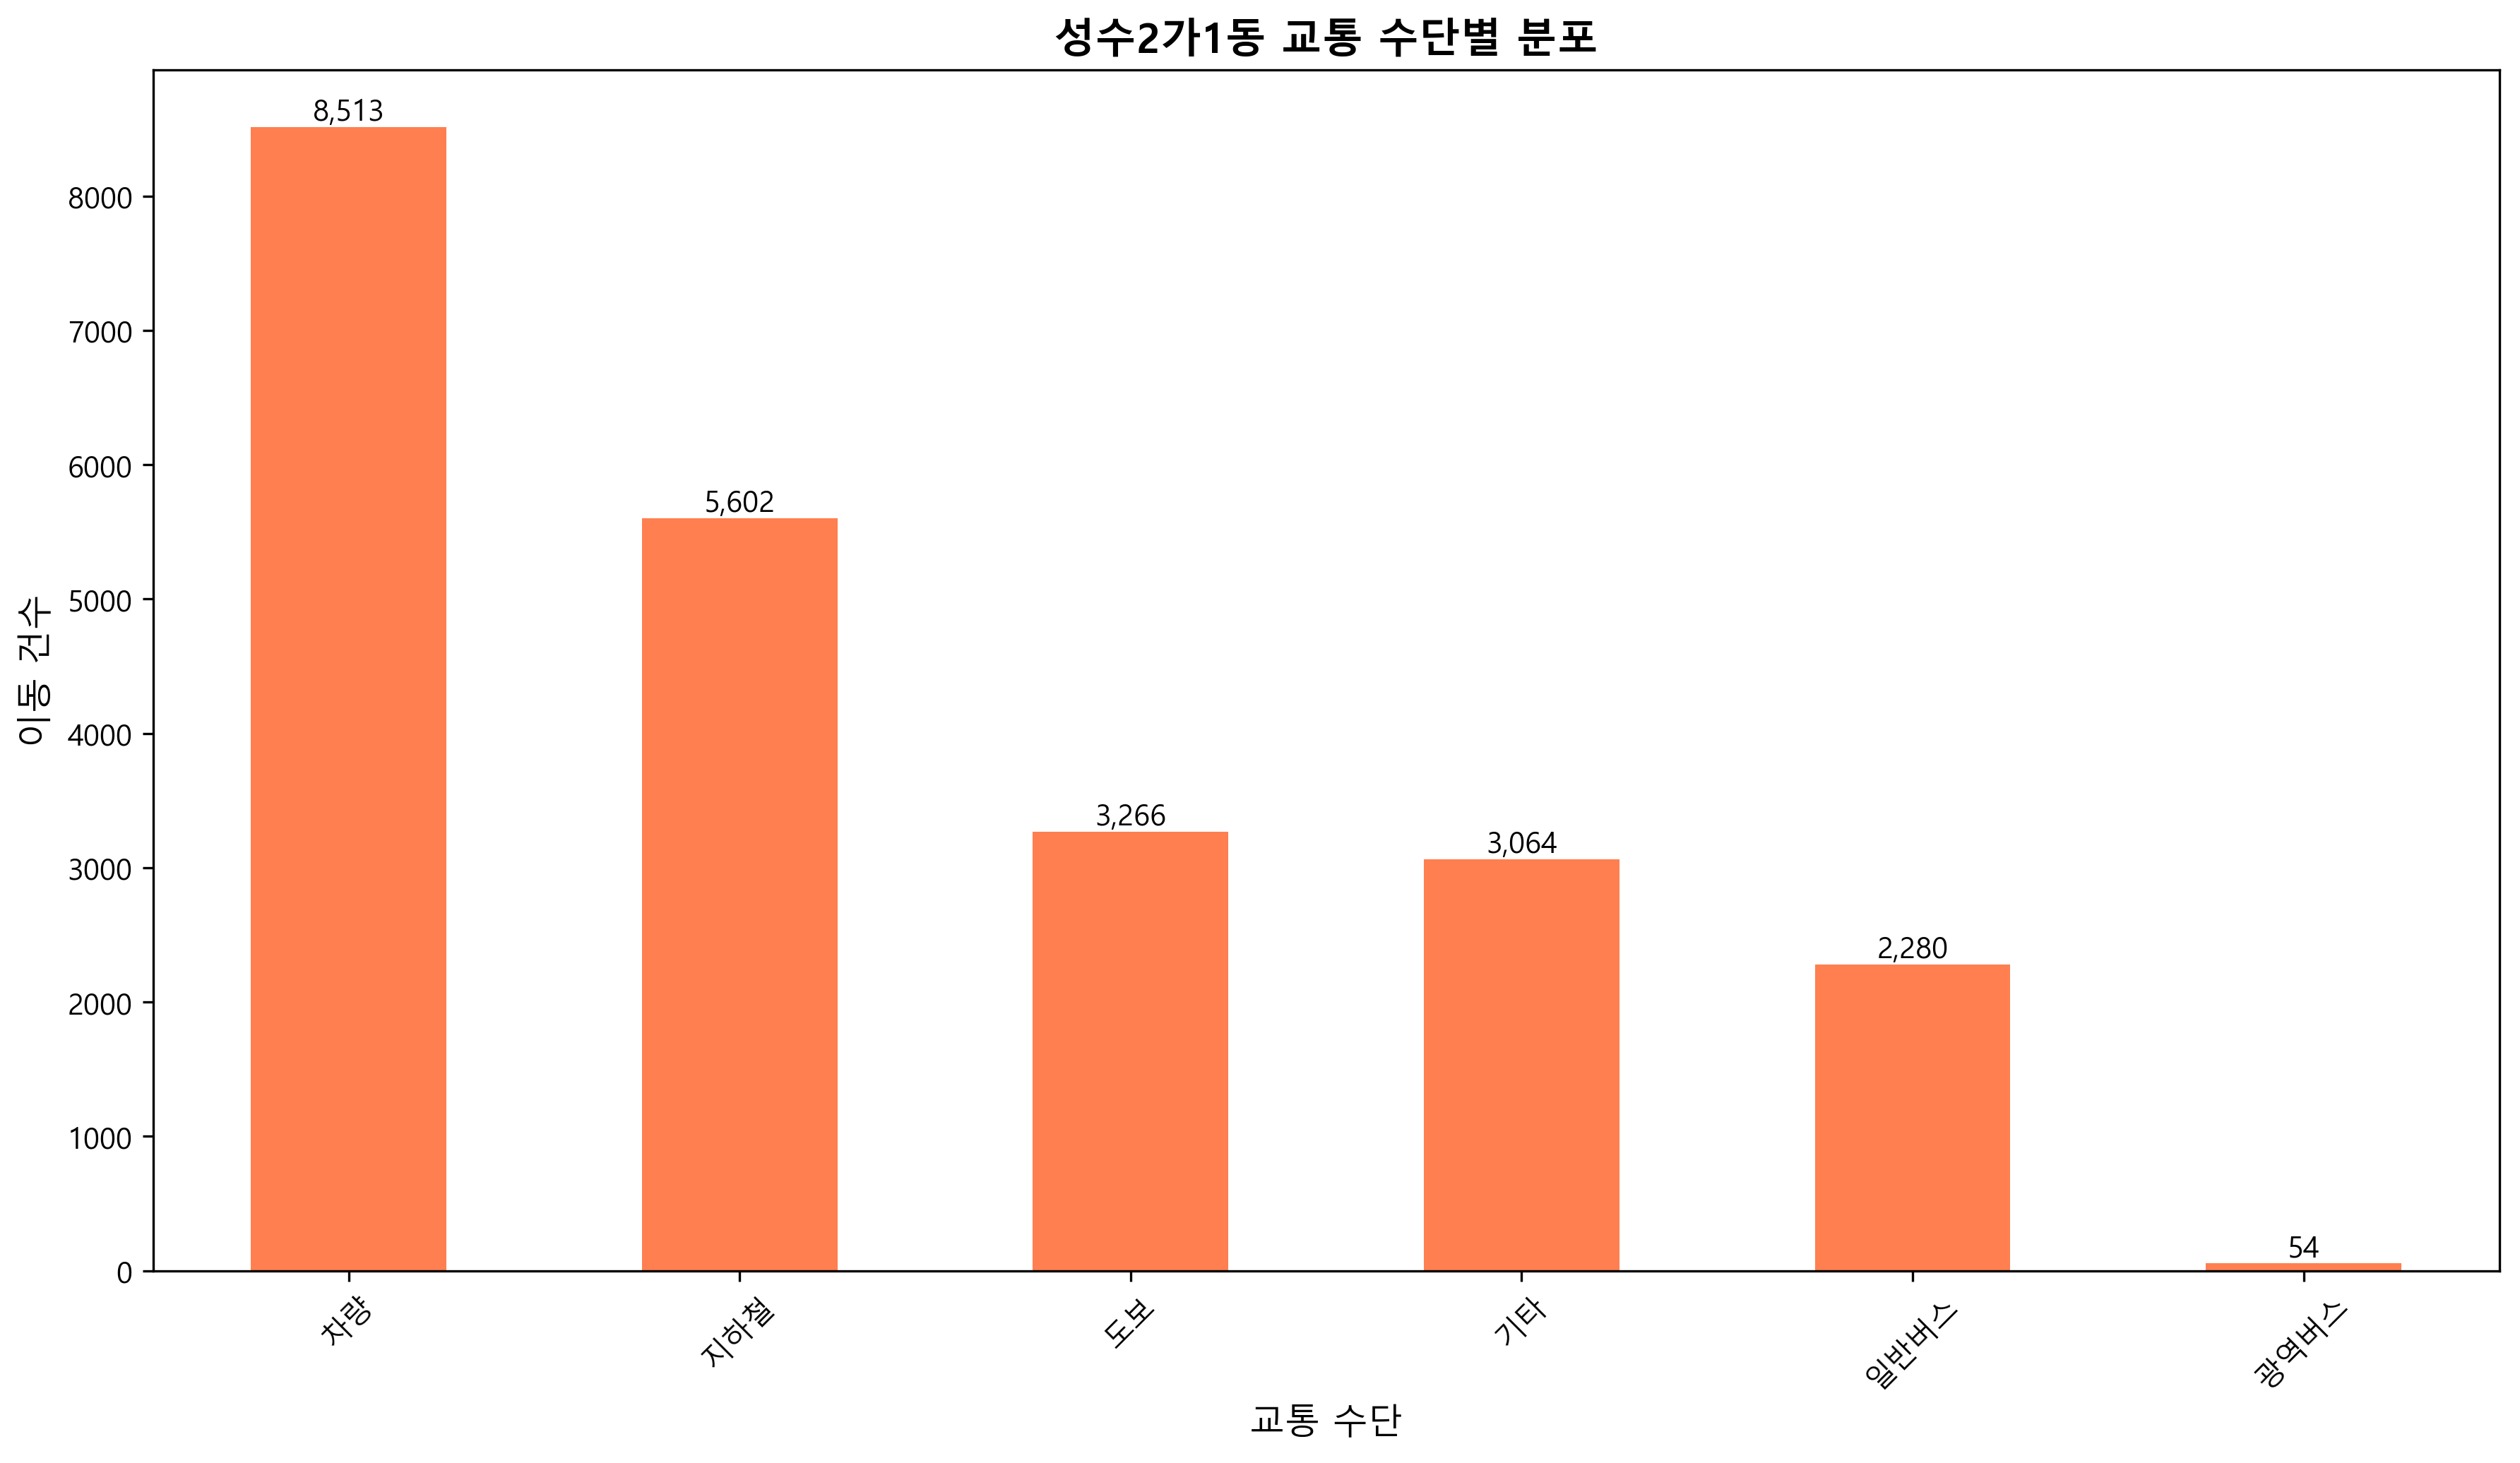 성수2가1동 교통 수단별 분포
이동 건수
8000
7000
6000
5000
4000
3000
2000
1000
0
8,513
5,602
3,266
3,064
2,280
54
차량
지하철
도보
기타
일반버스
광역버스
교통 수단